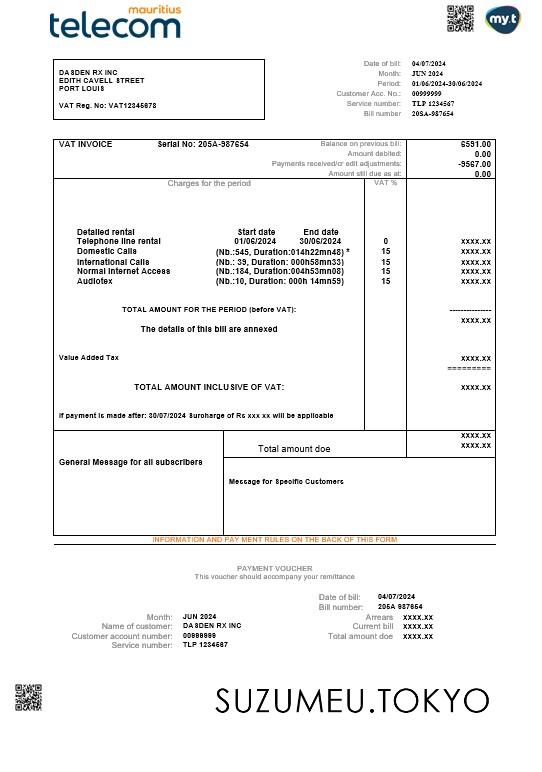 mauritius
telecom
my.t
Date of bill: 04/07/2024
Month: JUN 2024
Period: 01/06/2024-30/06/2024
Customer Acc. No.: 00999999
Service number: TLP 1234567
Bill number 205A-987654
DASDEN RX INC
EDITH CAVELL STREET
PORT LOUIS
VAT Reg. No: VAT12345678
VAT INVOICE Serial No: 205A-987654
Balance on previous bill: 6591.00
Amount debited: 0.00
Payments received/or edit adjustments: -9567.00
Amount still due as at: 0.00
Charges for the period VAT %
Detailed rental Start date End date
Telephone line rental 01/06/2024 30/06/2024 0 xxxx.xx
Domestic Calls (Nb.:545, Duration:014h22mn48) * 15 xxxx.xx
International Calls (Nb.: 39, Duration: 000h58mn33) 15 xxxx.xx
Normal Internet Access (Nb.:184, Duration:004h53mn08) 15 xxxx.xx
Audiotex (Nb.:10, Duration: 000h 14mn59) 15 xxxx.xx
TOTAL AMOUNT FOR THE PERIOD (before VAT): --------------
xxxx.xx
The details of this bill are annexed
Value Added Tax xxxx.xx
=========
TOTAL AMOUNT INCLUSIVE OF VAT: xxxx.xx
If payment is made after: 30/07/2024 Suroharge of Rs xxx xx will be applioable
xxxx.xx
Total amount doe xxxx.xx
General Message for all subscribers
Message for Specific Customers
INFORMATION AND PAY MENT RULES ON THE BACK OF THIS FORM
PAYMENT VOUCHER
This voucher should accompany your remittance
Date of bill: 04/07/2024
Bill number: 205A 987654
Month: JUN 2024 Arrears xxxx.xx
Name of customer: DASDEN RX INC Current bill xxxx.xx
Customer account number: 00999999 Total amount doe xxxx.xx
Service number: TLP 1234567
SUZUMEU.TOKYO